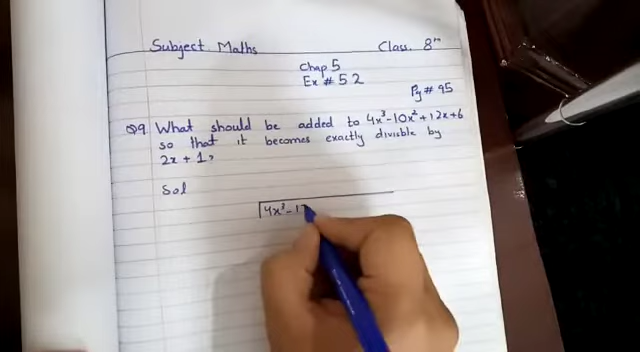 Subject Maths Class. 8th
Chap 5
Ex # 5 2
Pg # 95
Q9. What should be added to 4x³-10x²+12x+6
so that it becomes exactly divisble by
2x + 1?
Sol
4x³-1